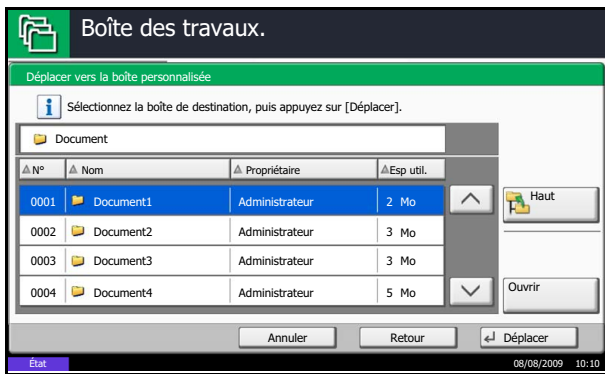 Boîte des travaux.
Déplacer vers la boîte personnalisée
Sélectionnez la boîte de destination, puis appuyez sur [Déplacer].
Document
N° Nom Propriétaire Esp util.
0001 Document1 Administrateur 2 Mo
0002 Document2 Administrateur 3 Mo
0003 Document3 Administrateur 3 Mo
0004 Document4 Administrateur 5 Mo
Haut
Ouvrir
Annuler Retour Déplacer
État 08/08/2009 10:10